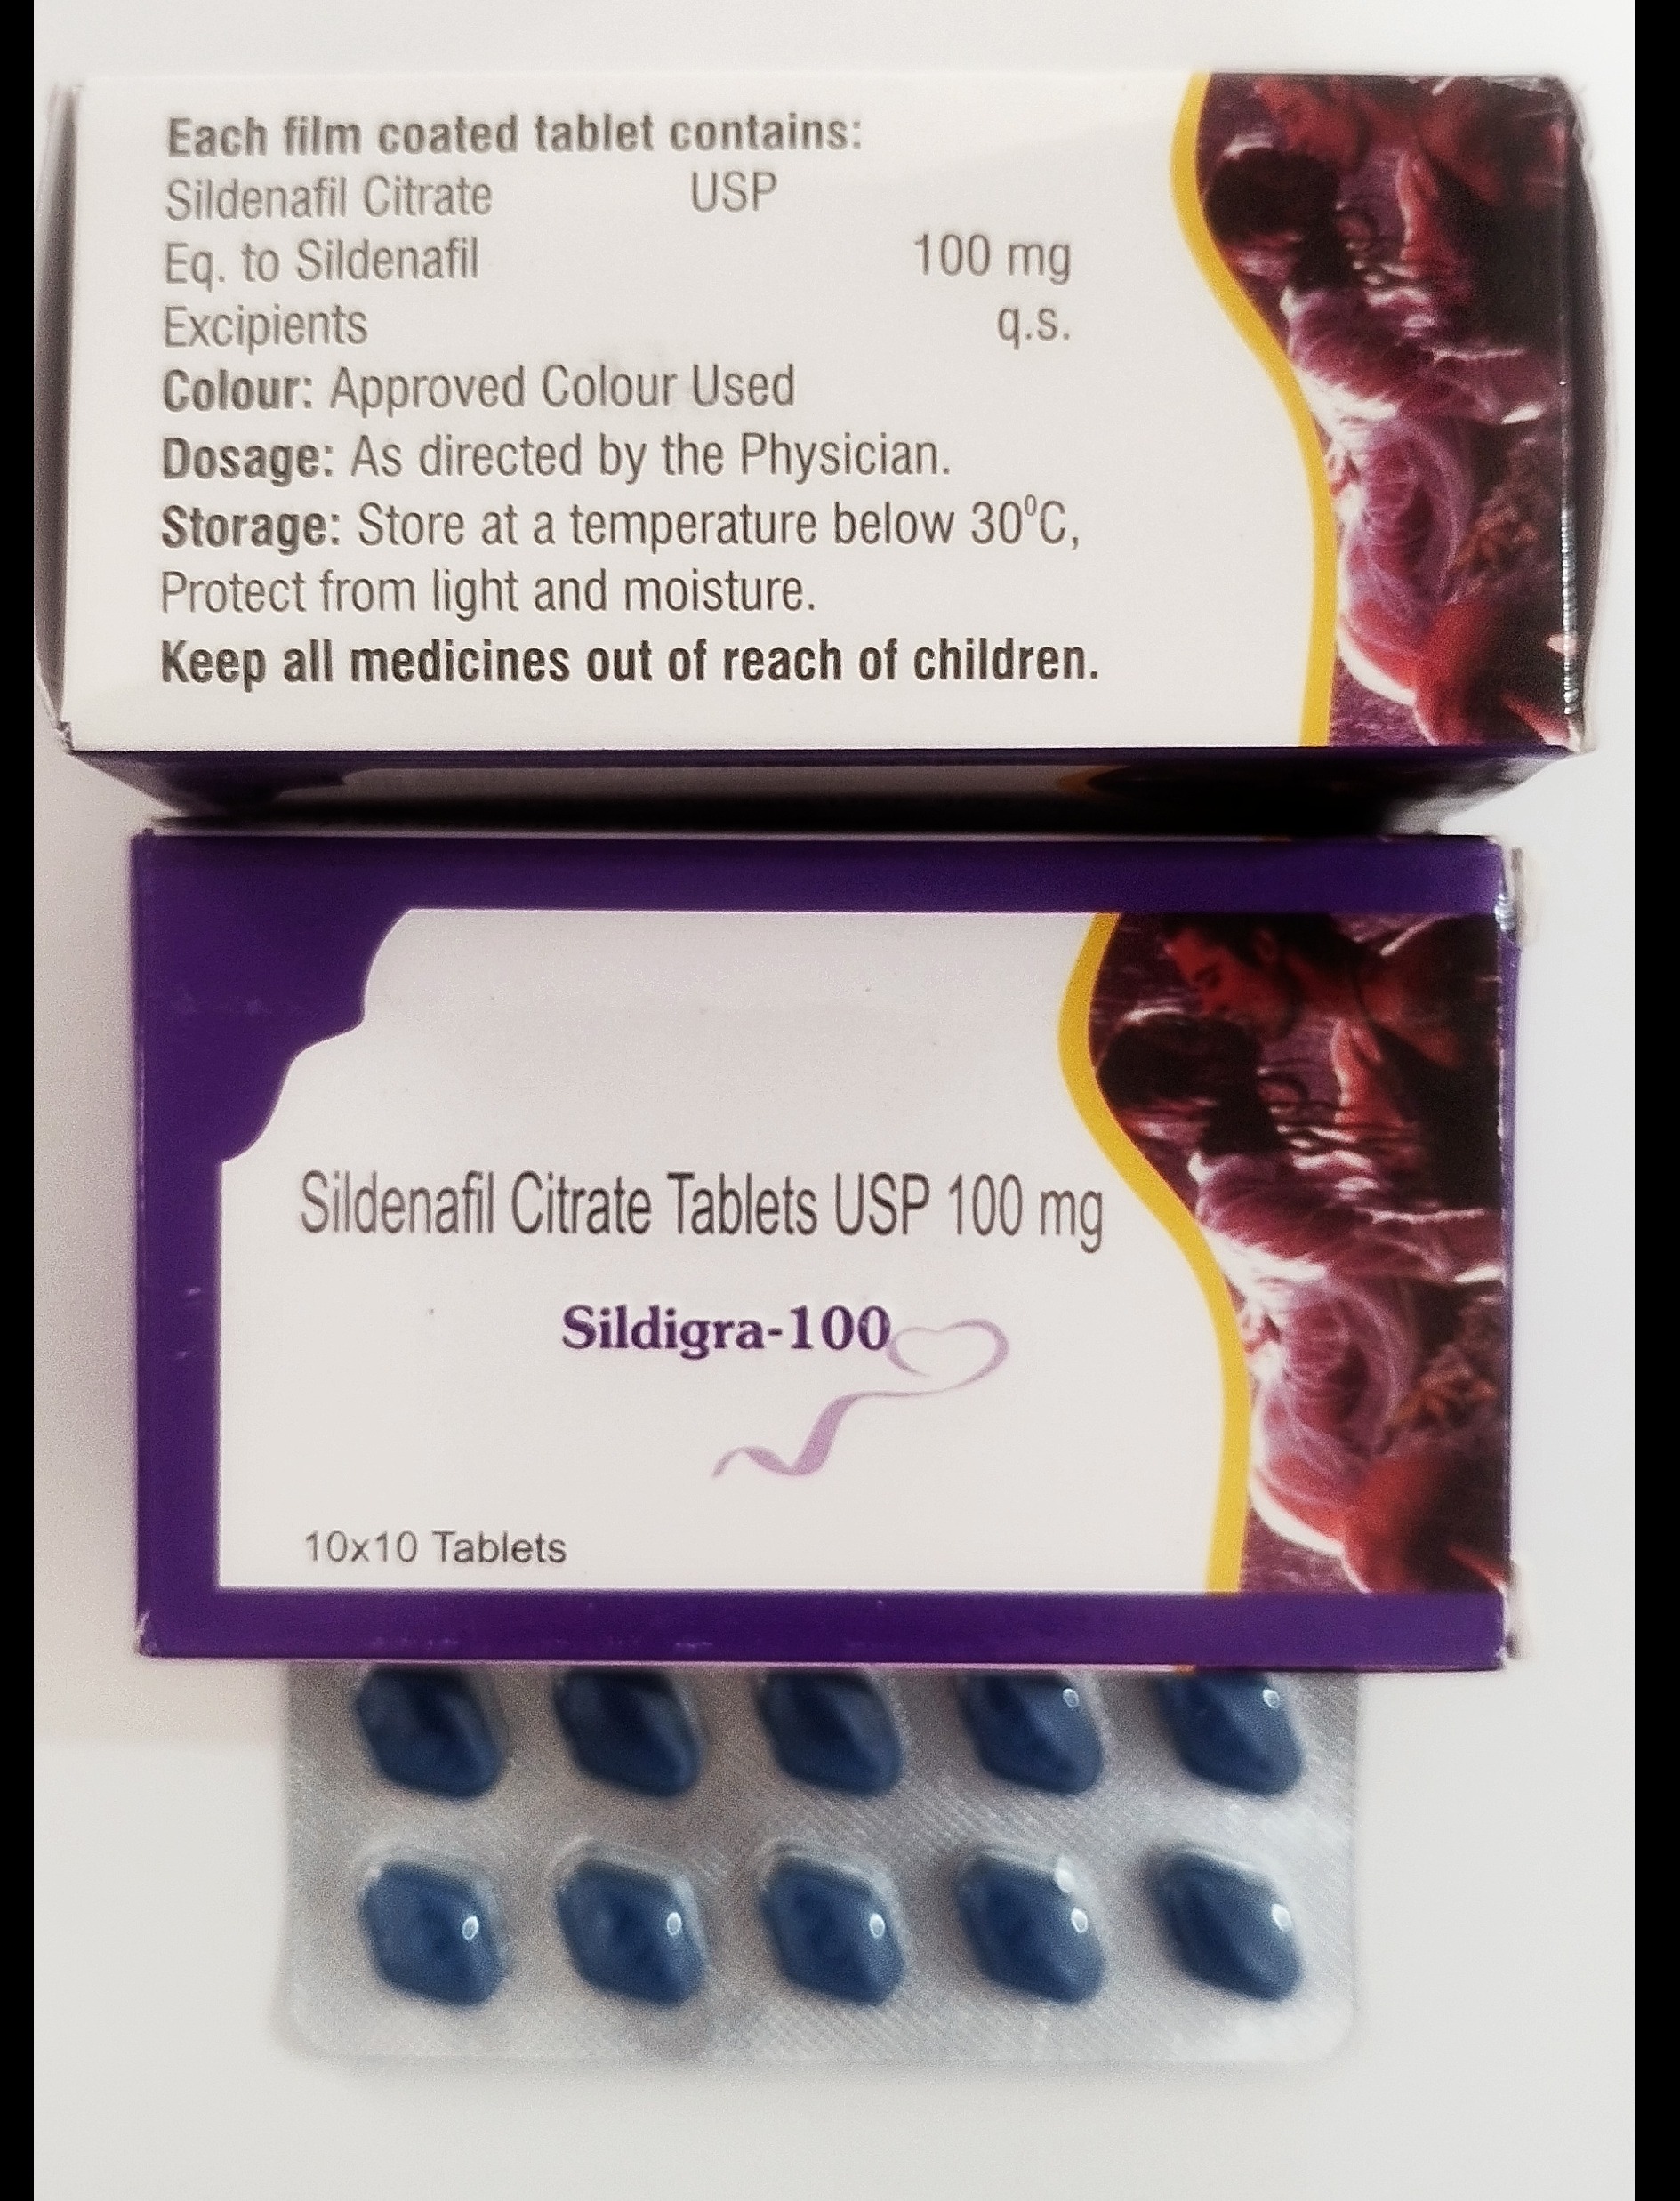 Each film coated tablet contains:
Sildenafil Citrate USP
Eq. to Sildenafil 100 mg
Excipients q.s.
Colour: Approved Colour Used
Dosage: As directed by the Physician.
Storage: Store at a temperature below 30⁰C,
Protect from light and moisture.
Keep all medicines out of reach of children.
Sildenafil Citrate Tablets USP 100 mg
Sildigra-100
10x10 Tablets